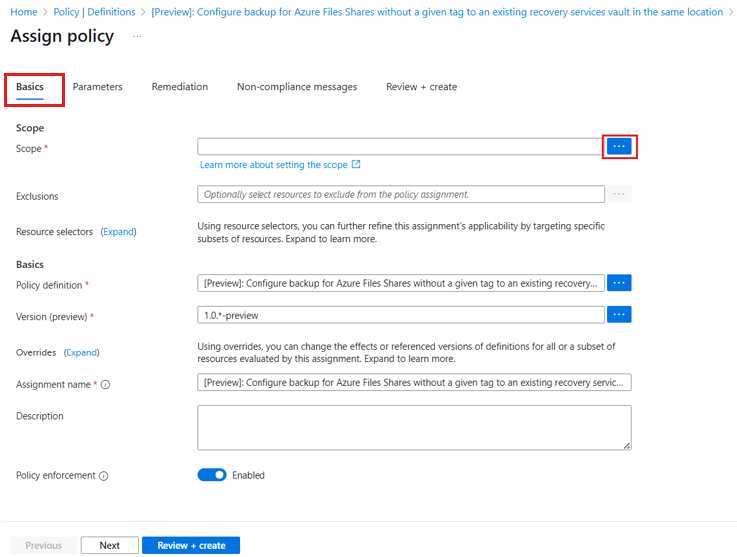 Home > Policy | Definitions > [Preview]: Configure backup for Azure Files Shares without a given tag to an existing recovery services vault in the same location >
Assign policy ...
Basics Parameters Remediation Non-compliance messages Review + create
Scope
Scope *
...
Learn more about setting the scope
Exclusions
Optionally select resources to exclude from the policy assignment.
...
Resource selectors (Expand)
Using resource selectors, you can further refine this assignment's applicability by targeting specific
subsets of resources. Expand to learn more.
Basics
Policy definition *
[Preview]: Configure backup for Azure Files Shares without a given tag to an existing recovery...
...
Version (preview) *
1.0.*-preview
...
Overrides (Expand)
Using overrides, you can change the effects or referenced versions of definitions for all or a subset of
resources evaluated by this assignment. Expand to learn more.
Assignment name *
[Preview]: Configure backup for Azure Files Shares without a given tag to an existing recovery servic...
Description
Policy enforcement
Enabled
Previous Next Review + create